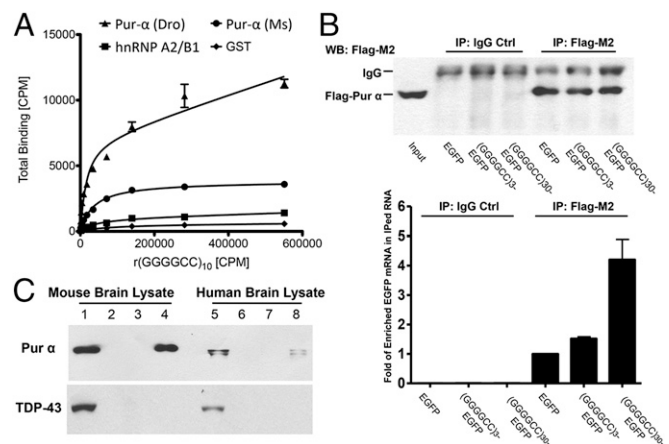 A
Pur-α (Dro)
Pur-α (Ms)
hnRNP A2/B1
GST
Total Binding [CPM]
15000
10000
5000
0
0
200000
400000
600000
r(GGGGCC)10 [CPM]
B
WB: Flag-M2
IP: IgG Ctrl
IP: Flag-M2
IgG
Flag-Pur α
Input
EGFP
(GGGGCC)3-
EGFP
(GGGGCC)30-
EGFP
EGFP
(GGGGCC)3-
EGFP
(GGGGCC)30-
EGFP
IP: IgG Ctrl
IP: Flag-M2
Fold of Enriched EGFP mRNA in IPed RNA
6
5
4
3
2
1
0
EGFP
(GGGGCC)3-
EGFP
(GGGGCC)30-
EGFP
EGFP
(GGGGCC)3-
EGFP
(GGGGCC)30-
EGFP
C
Mouse Brain Lysate
Human Brain Lysate
1 2 3 4 5 6 7 8
Pur α
TDP-43